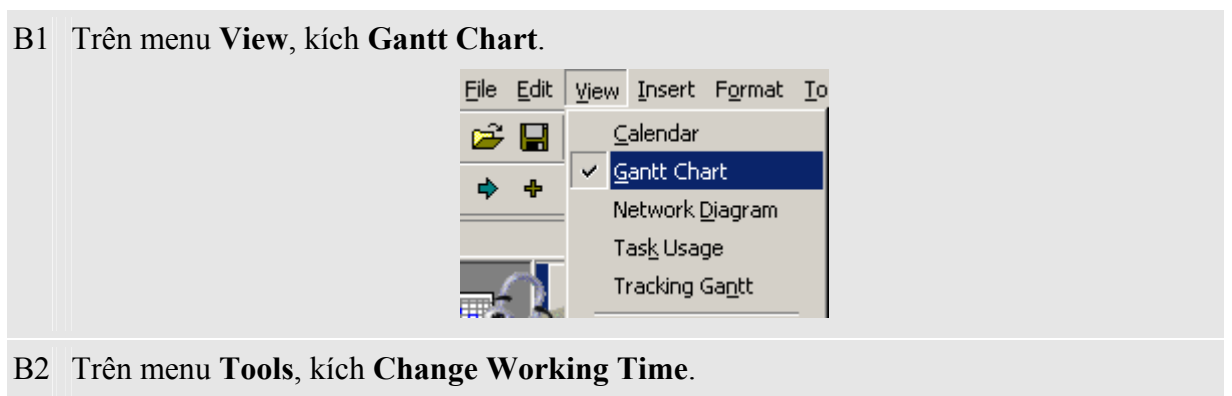 B1 Trên menu View, kích Gantt Chart.
File Edit View Insert Format To
Calendar
Gantt Chart
Network Diagram
Task Usage
Tracking Gantt
B2 Trên menu Tools, kích Change Working Time.